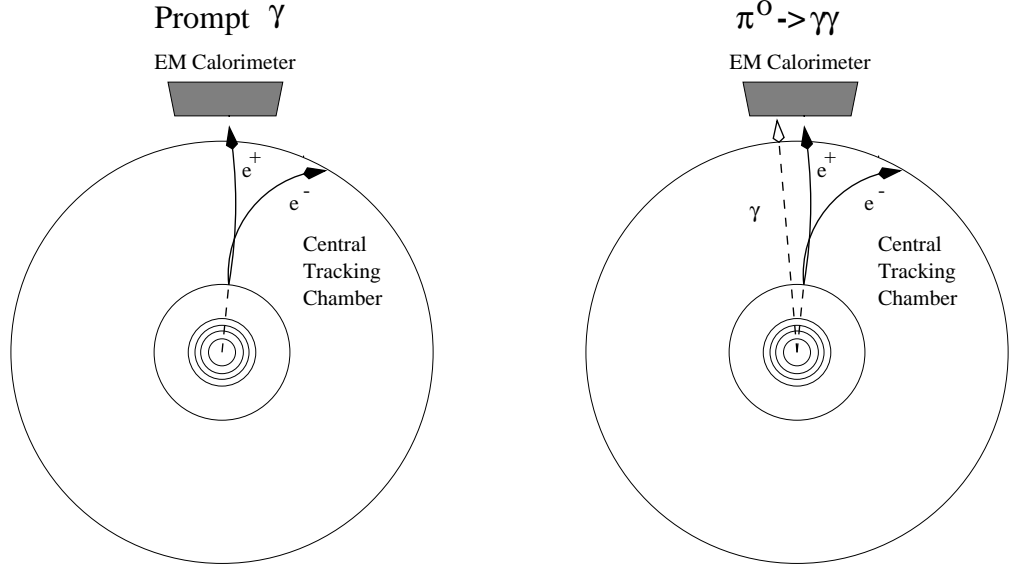 Prompt γ
EM Calorimeter
e+
e-
Central
Tracking
Chamber
π0->γγ
EM Calorimeter
e+
γ
e-
Central
Tracking
Chamber